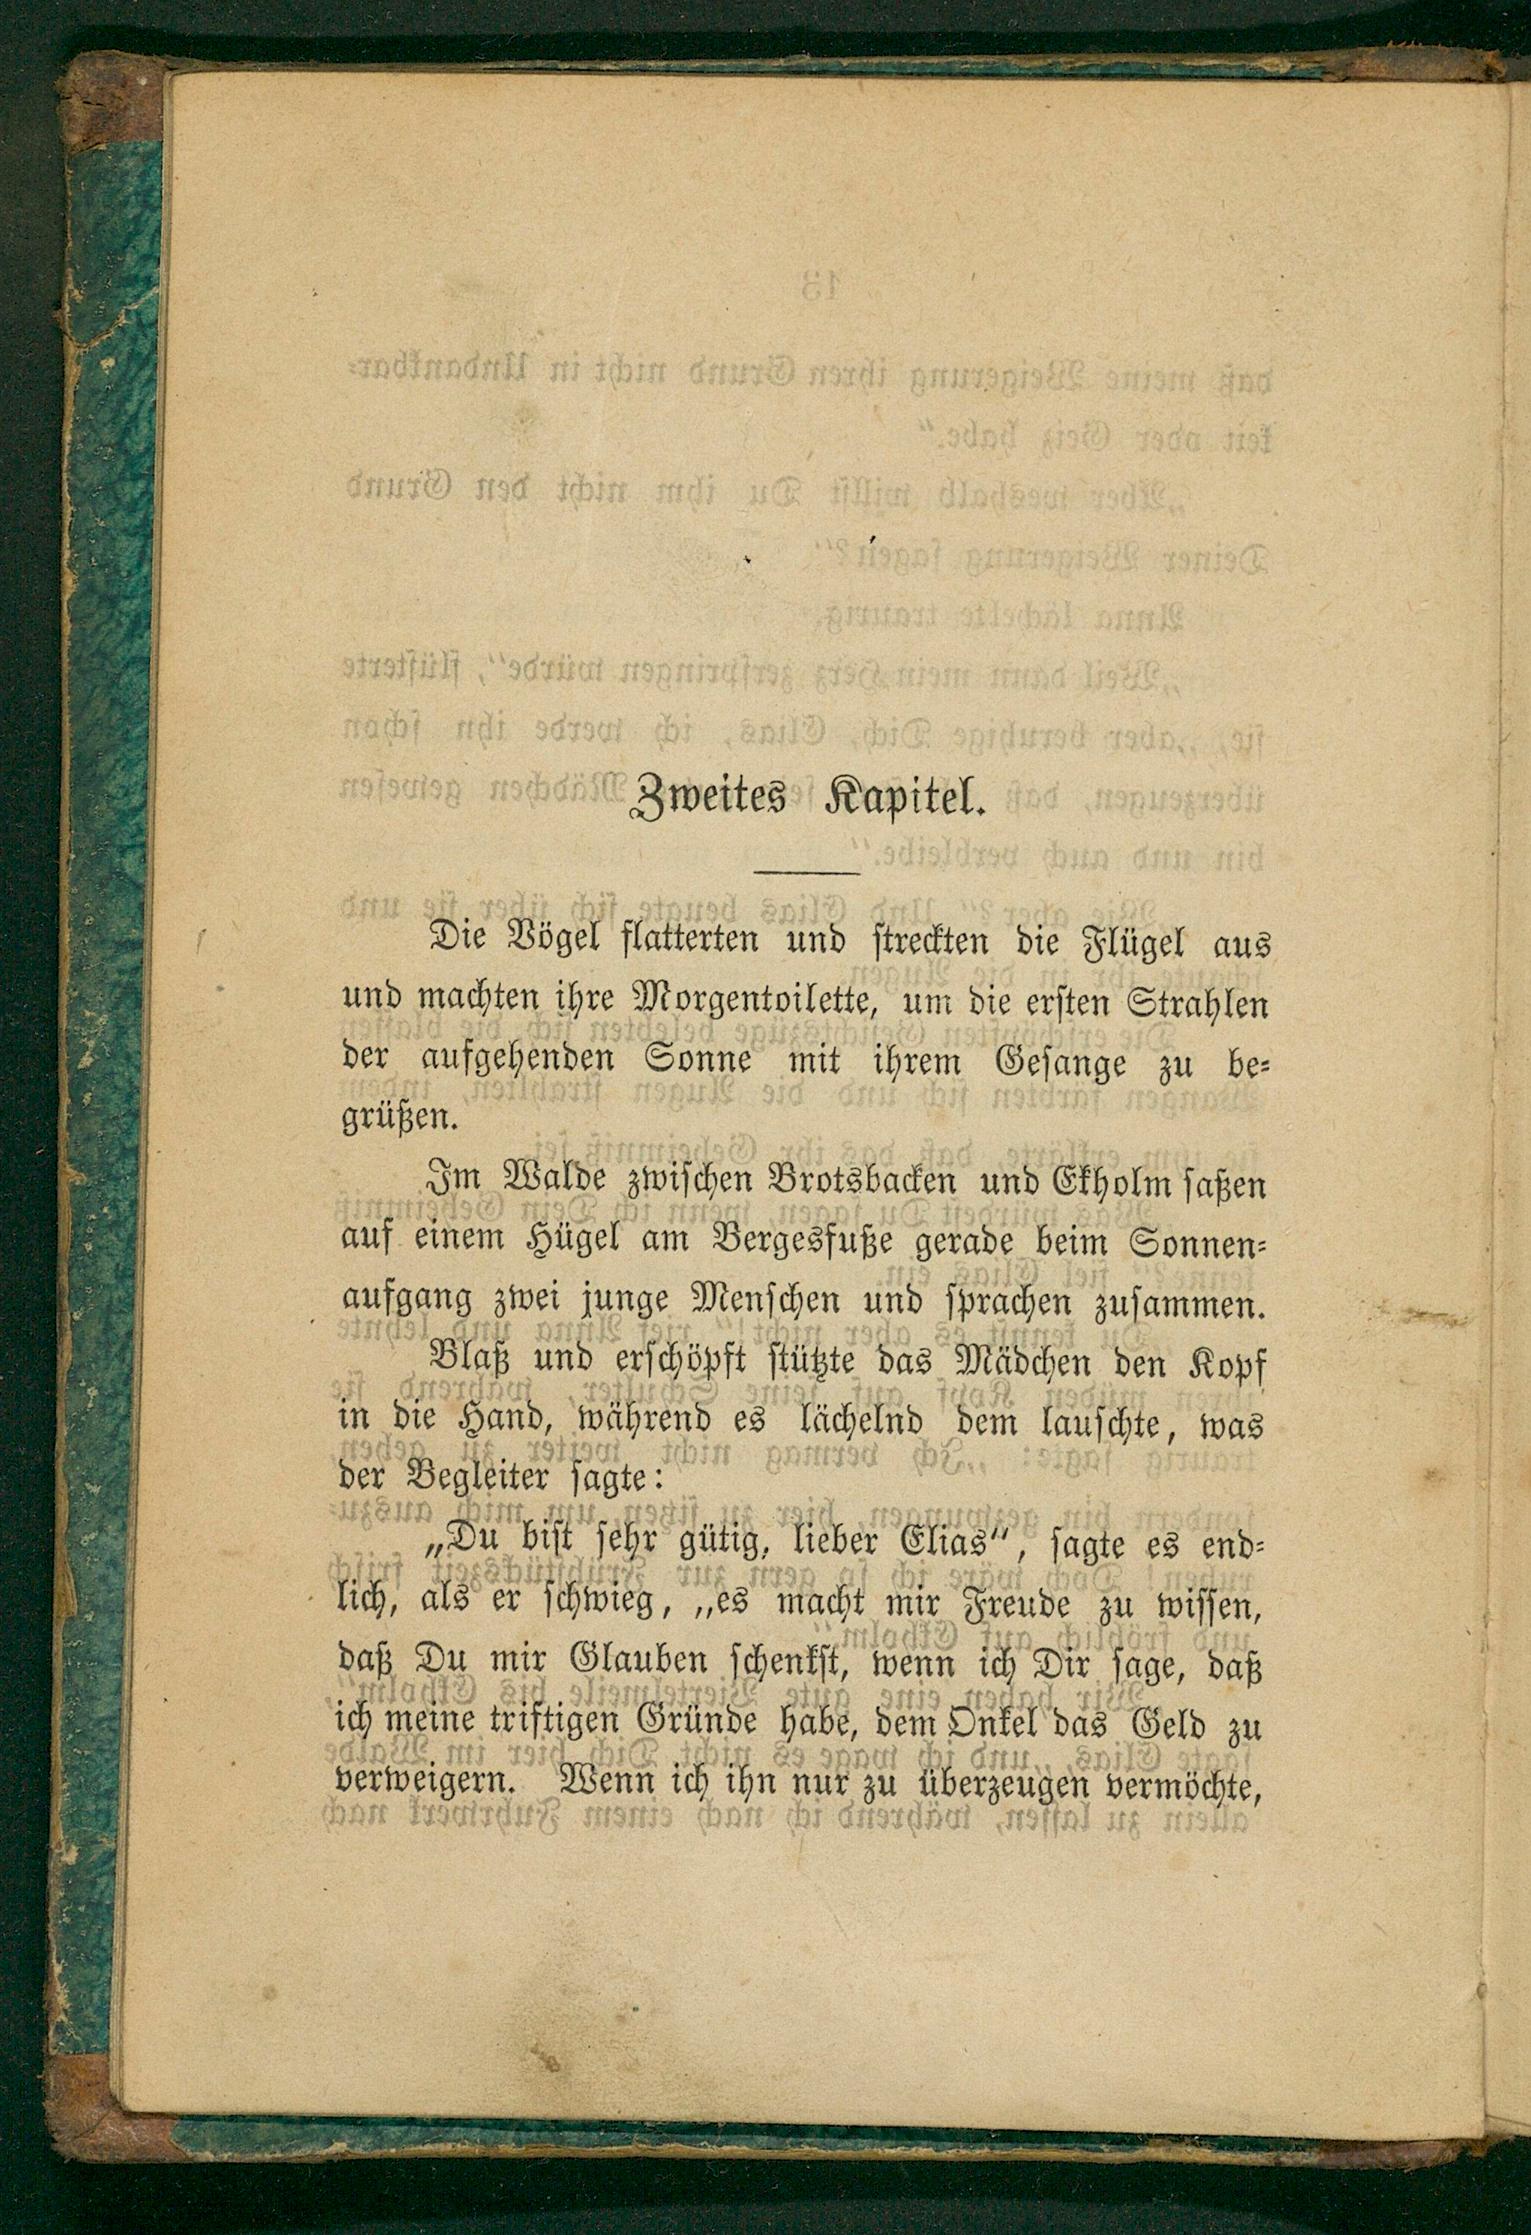 Zweites Kapitel.
Die Vögel flatterten und streckten die Flügel aus
und machten ihre Morgentoilette, um die ersten Strahlen
der aufgehenden Sonne mit ihrem Gesange zu be-
grüßen.
Im Walde zwischen Brotsbacken und Ekholm saßen
auf einem Hügel am Bergesfuße gerade beim Sonnen-
aufgang zwei junge Menschen und sprachen zusammen.
Blaß und erschöpft stützte das Mädchen den Kopf
in die Hand, während es lächelnd dem lauschte, was
der Begleiter sagte:
„Du bist sehr gütig, lieber Elias“, sagte es end-
lich, als er schwieg, „es macht mir Freude zu wissen,
daß Du mir Glauben schenkst, wenn ich Dir sage, daß
ich meine triftigen Gründe habe, dem Onkel das Geld zu
verweigern. Wenn ich ihn nur zu überzeugen vermöchte,